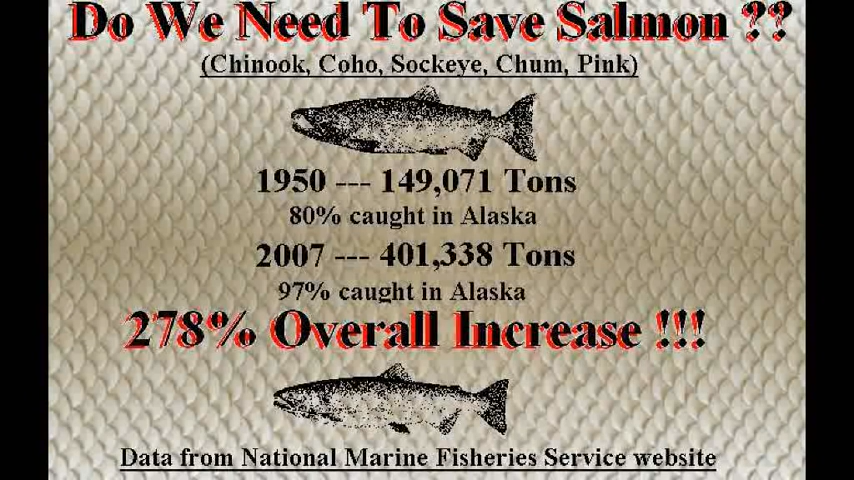 Do We Need To Save Salmon ??
(Chinook, Coho, Sockeye, Chum, Pink)
1950 --- 149,071 Tons
80% caught in Alaska
2007 --- 401,338 Tons
97% caught in Alaska
278% Overall Increase !!!
Data from National Marine Fisheries Service website